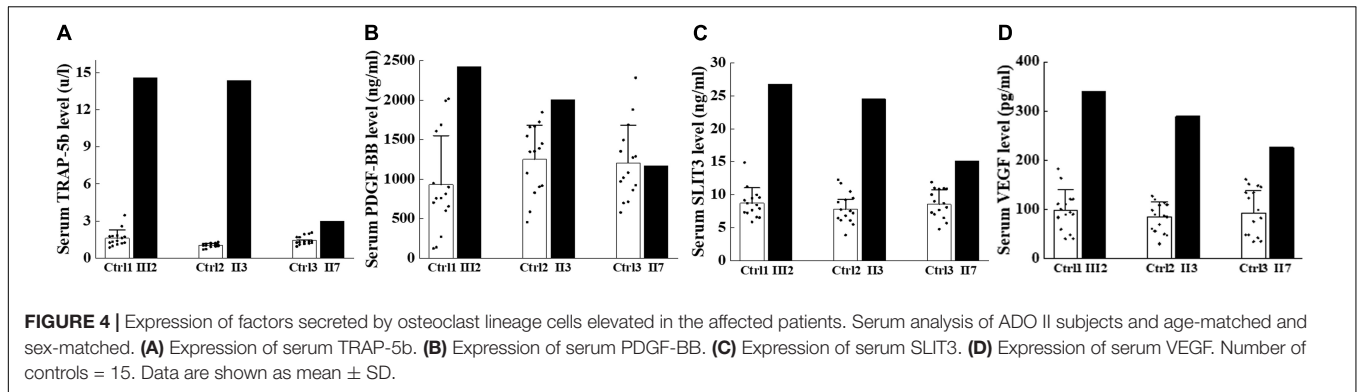 A
Serum TRAP-5b level (u/l)
15
12
9
6
3
0
Ctrl1 III2 Ctrl2 II3 Ctrl3 II7
B
Serum PDGF-BB level (ng/ml)
2500
2000
1500
1000
500
0
Ctrl1 III2 Ctrl2 II3 Ctrl3 II7
C
Serum SLIT3 level (ng/ml)
30
25
20
15
10
5
0
Ctrl1 III2 Ctrl2 II3 Ctrl3 II7
D
Serum VEGF level (pg/ml)
400
300
200
100
0
Ctrl1 III2 Ctrl2 II3 Ctrl3 II7
FIGURE 4 | Expression of factors secreted by osteoclast lineage cells elevated in the affected patients. Serum analysis of ADO II subjects and age-matched and
sex-matched. (A) Expression of serum TRAP-5b. (B) Expression of serum PDGF-BB. (C) Expression of serum SLIT3. (D) Expression of serum VEGF. Number of
controls = 15. Data are shown as mean ± SD.